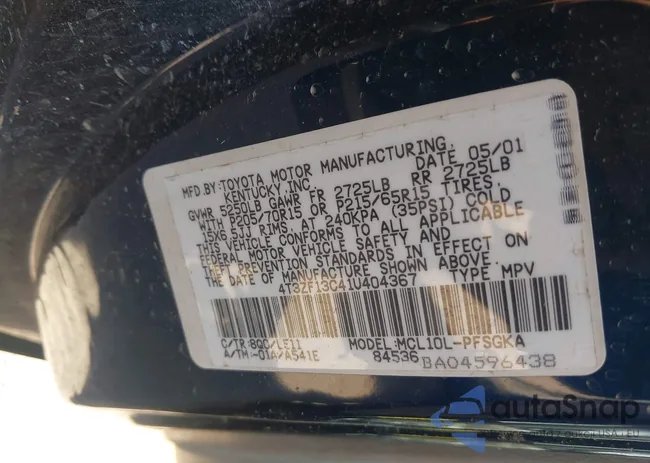 MFD.BY:TOYOTA MOTOR MANUFACTURING.
KENTUCKY,INC. DATE 05/01
GVWR 5250LB GAWR FR 2725LB RR 2725LB
WITH P205/70R15 OR P215/65R15 TIRES.
15X6.5JJ RIMS, AT 240KPA (35PSI) COLD
THIS VEHICLE CONFORMS TO ALL APPLICABLE
FEDERAL MOTOR VEHICLE SAFETY AND
THEFT PREVENTION STANDARDS IN EFFECT ON
THE DATE OF MANUFACTURE SHOWN ABOVE.
4T3ZF13C41U404367 TYPE MPV
C/TR:8QC/LE11 MODEL:MCL10L-PFSGKA
A/TH:-01A/A541E 84536 BA04596438
autoSnap